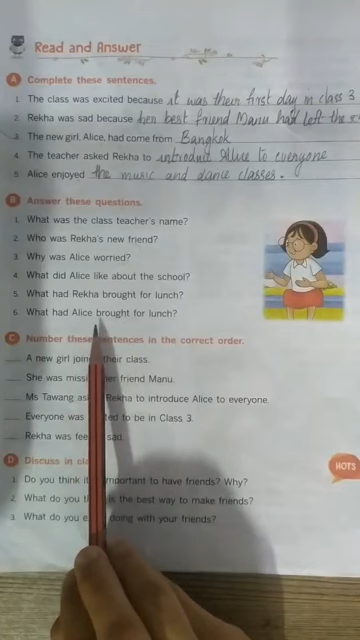 Read and Answer
A Complete these sentences.
1. The class was excited because it was their first day in class 3
2. Rekha was sad because her best friend Manu had left the
3. The new girl, Alice, had come from Bangkok
4. The teacher asked Rekha to introduce Alice to everyone
5. Alice enjoyed the music and dance classes.
B Answer these questions.
1. What was the class teacher's name?
2. Who was Rekha's new friend?
3. Why was Alice worried?
4. What did Alice like about the school?
5. What had Rekha brought for lunch?
6. What had Alice brought for lunch?
C Number these sentences in the correct order.
A new girl joined their class.
She was missing her friend Manu.
Ms Tawang as Rekha to introduce Alice to everyone.
Everyone was ted to be in Class 3.
Rekha was fee sad.
D Discuss in cl
HOTS
1. Do you think it important to have friends? Why?
2. What do you th is the best way to make friends?
3. What do you e doing with your friends?